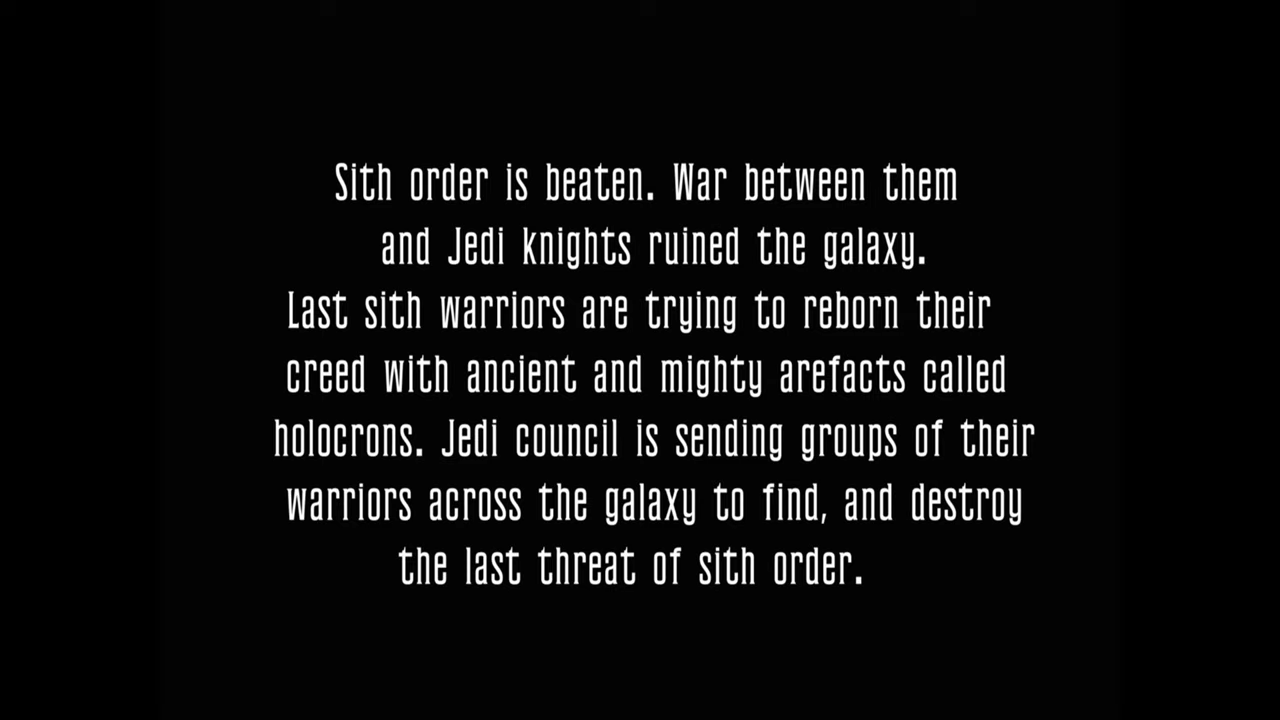 Sith order is beaten. War between them
and Jedi knights ruined the galaxy.
Last sith warriors are trying to reborn their
creed with ancient and mighty arefacts called
holocrons. Jedi council is sending groups of their
warriors across the galaxy to find, and destroy
the last threat of sith order.